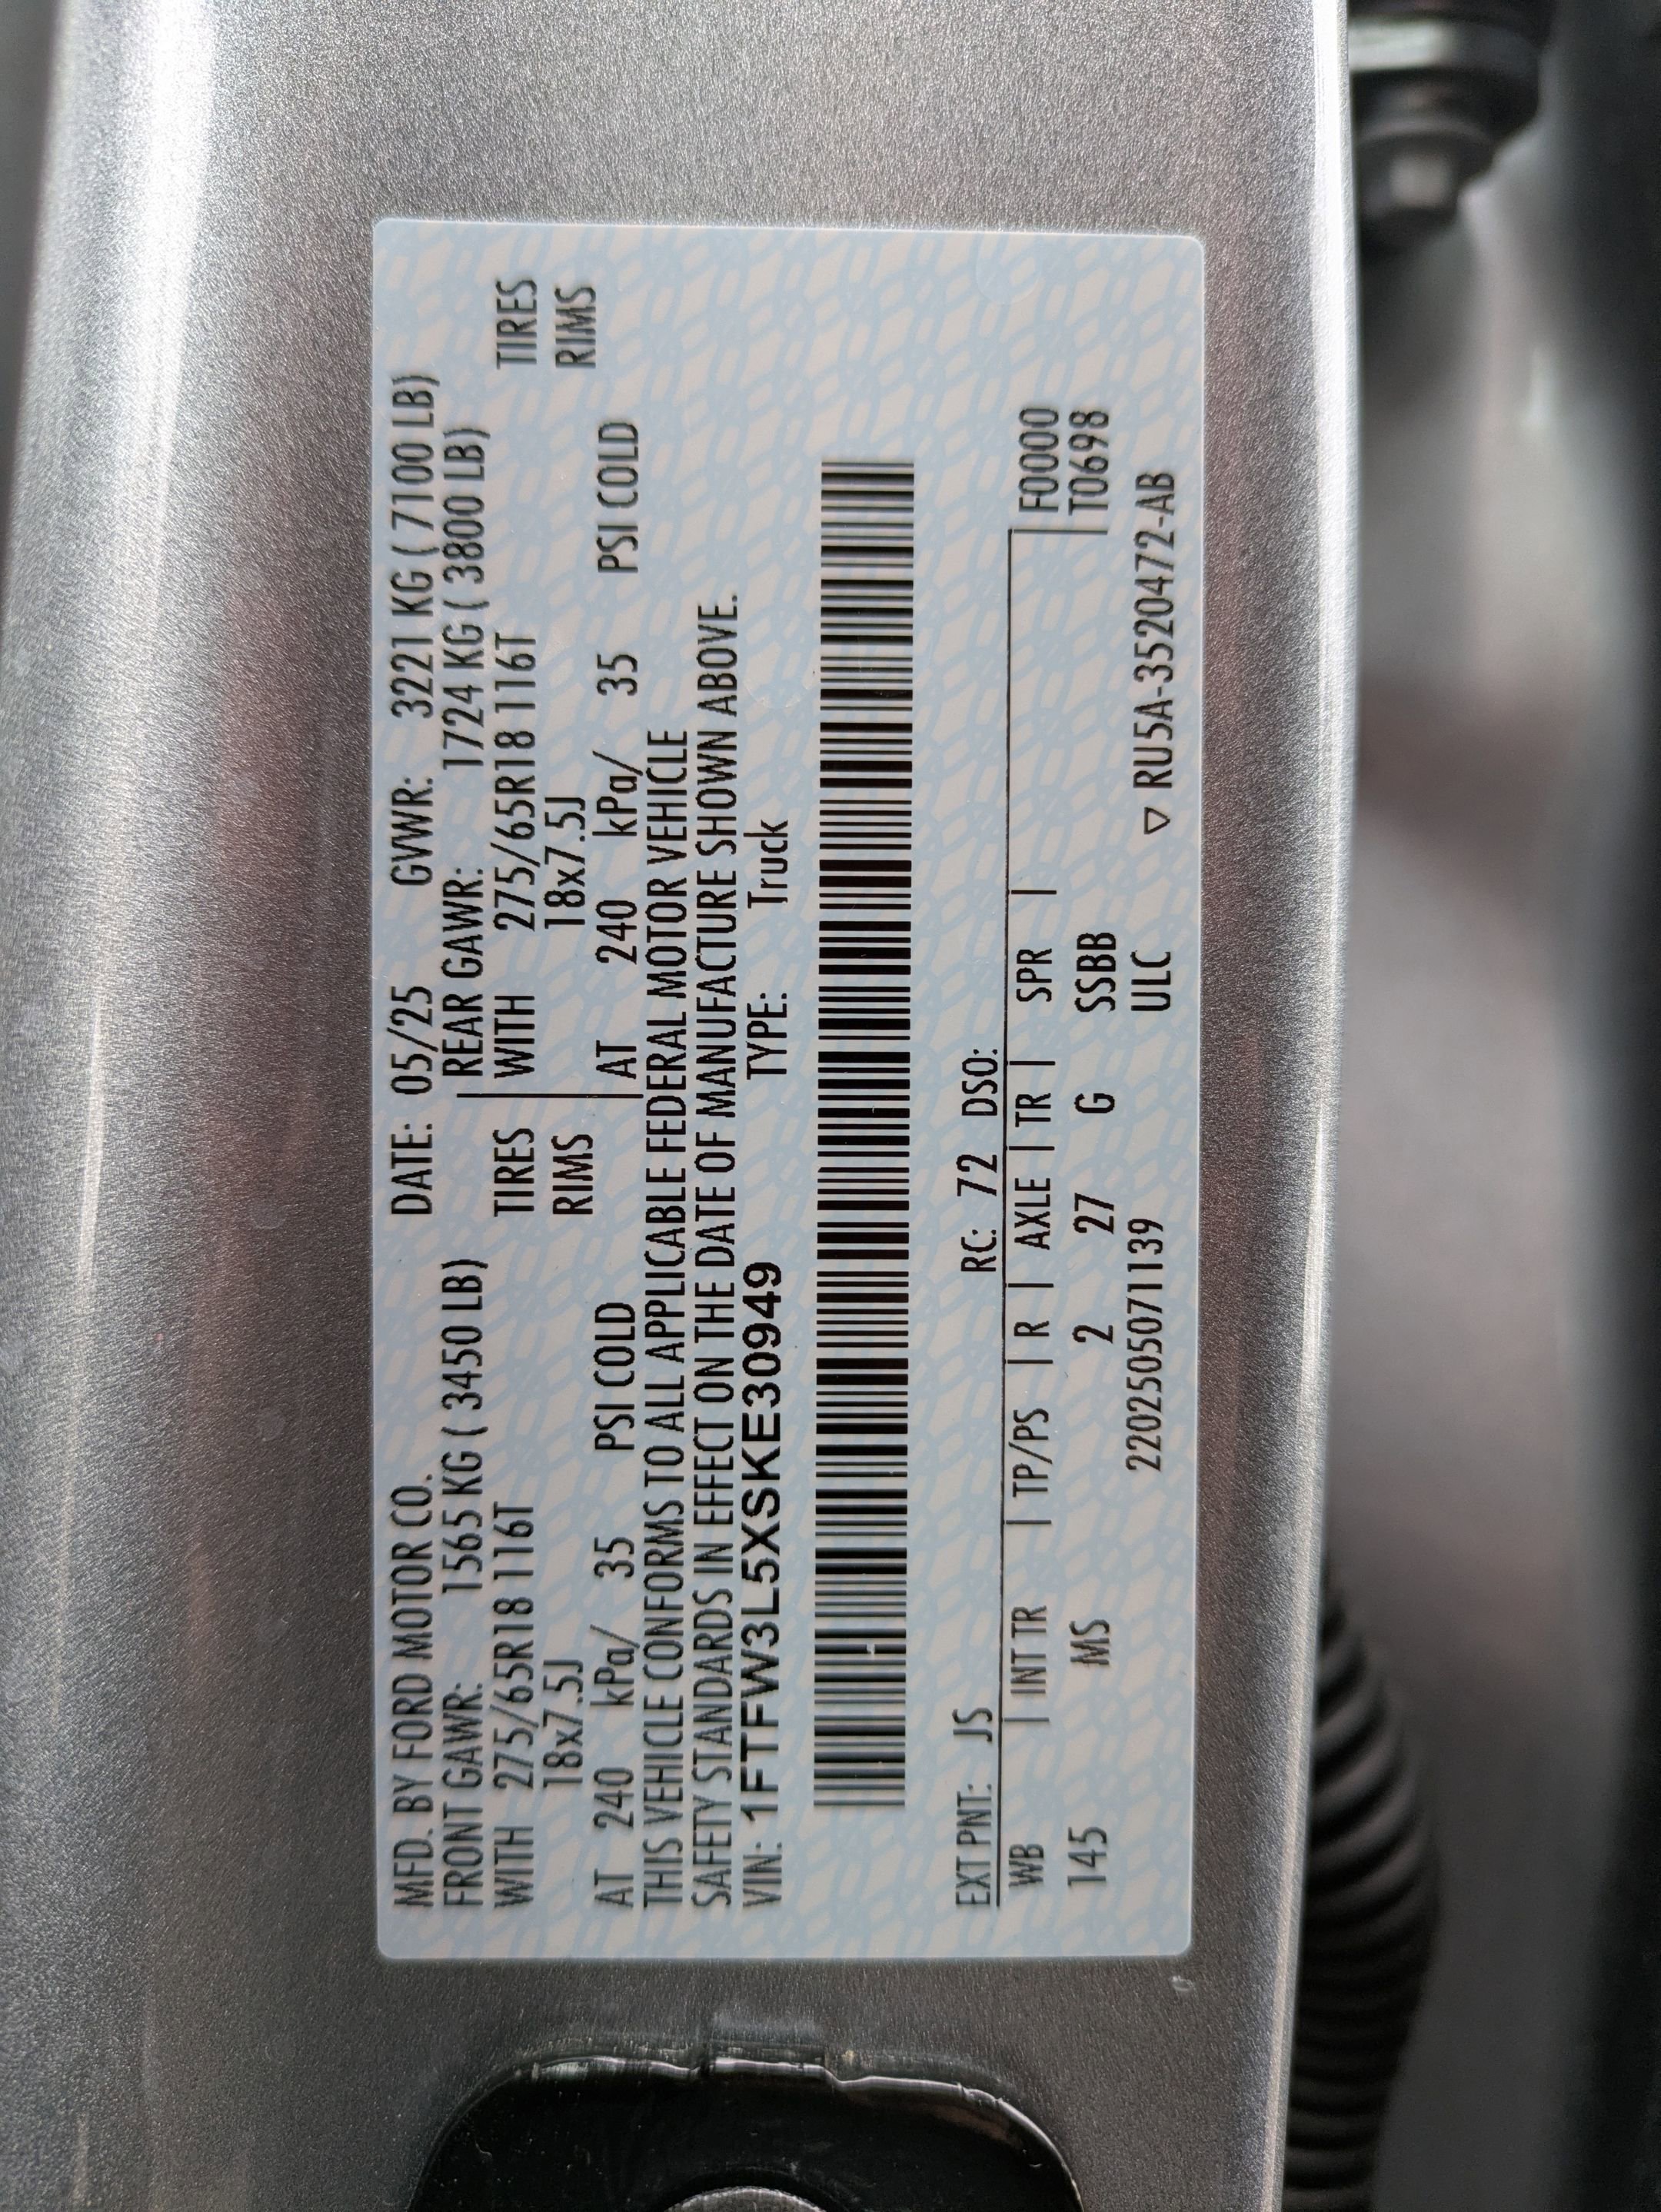 MFD. BY FORD MOTOR CO. DATE: 05/25 GVWR: 3221 KG ( 7100 LB)
FRONT GAWR: 1565 KG ( 3450 LB) REAR GAWR: 1724 KG ( 3800 LB)
WITH 275/65R18 116T TIRES WITH 275/65R18 116T TIRES
18x7.5J RIMS 18x7.5J RIMS
AT 240 kPa/ 35 PSI COLD AT 240 kPa/ 35 PSI COLD
THIS VEHICLE CONFORMS TO ALL APPLICABLE FEDERAL MOTOR VEHICLE
SAFETY STANDARDS IN EFFECT ON THE DATE OF MANUFACTURE SHOWN ABOVE.
VIN: 1FTFW3L5XSKE30949 TYPE: Truck
EXT PNT: JS RC: 72 DSO:
WB | INT TR | TP/PS | R | AXLE | TR | SPR | F0000
145 MS 2 27 G SSBB T0698
2202505071139 ULC ▽ RU5A-3520472-AB